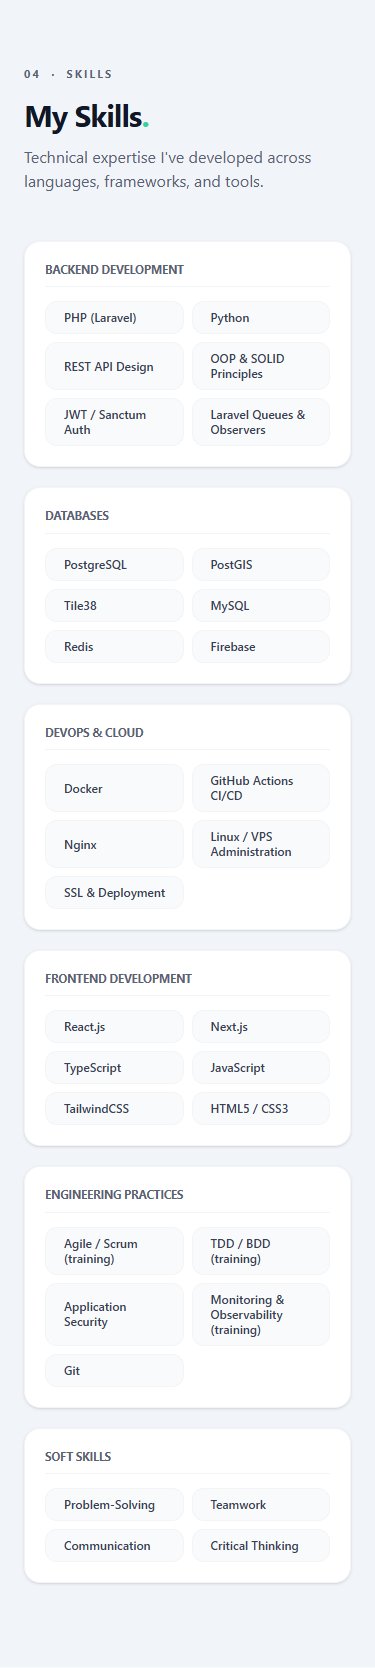 04 · SKILLS
My Skills.
Technical expertise I've developed across
languages, frameworks, and tools.
BACKEND DEVELOPMENT
PHP (Laravel)
Python
REST API Design
OOP & SOLID
Principles
JWT / Sanctum
Auth
Laravel Queues &
Observers
DATABASES
PostgreSQL
PostGIS
Tile38
MySQL
Redis
Firebase
DEVOPS & CLOUD
Docker
GitHub Actions
CI/CD
Nginx
Linux / VPS
Administration
SSL & Deployment
FRONTEND DEVELOPMENT
React.js
Next.js
TypeScript
JavaScript
TailwindCSS
HTML5 / CSS3
ENGINEERING PRACTICES
Agile / Scrum
(training)
TDD / BDD
(training)
Application
Security
Monitoring &
Observability
(training)
Git
SOFT SKILLS
Problem-Solving
Teamwork
Communication
Critical Thinking